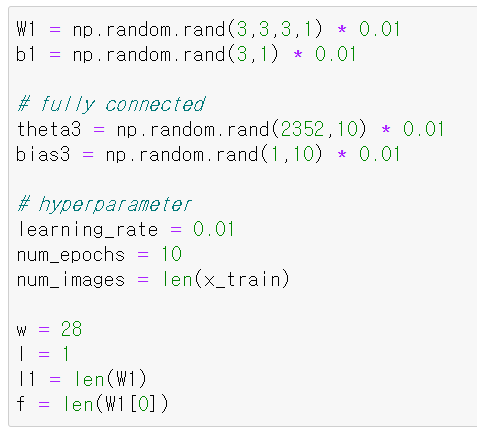 W1 = np.random.rand(3,3,3,1) * 0.01
b1 = np.random.rand(3,1) * 0.01
# fully connected
theta3 = np.random.rand(2352,10) * 0.01
bias3 = np.random.rand(1,10) * 0.01
# hyperparameter
learning_rate = 0.01
num_epochs = 10
num_images = len(x_train)
w = 28
l = 1
l1 = len(W1)
f = len(W1[0])